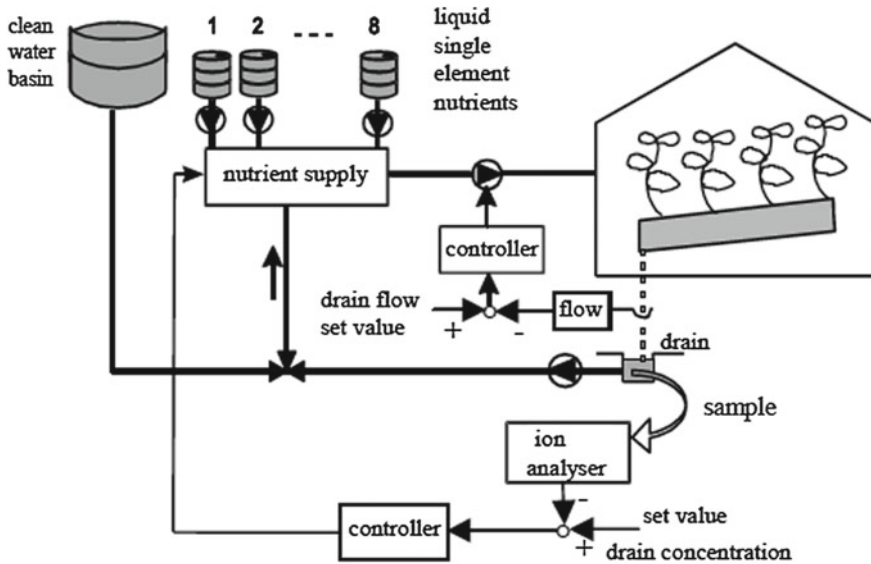 clean
water
basin
1 2 --- 8
liquid
single
element
nutrients
nutrient supply
controller
drain flow
set value
+
-
flow
drain
sample
ion
analyser
-
set value
+
drain concentration
controller